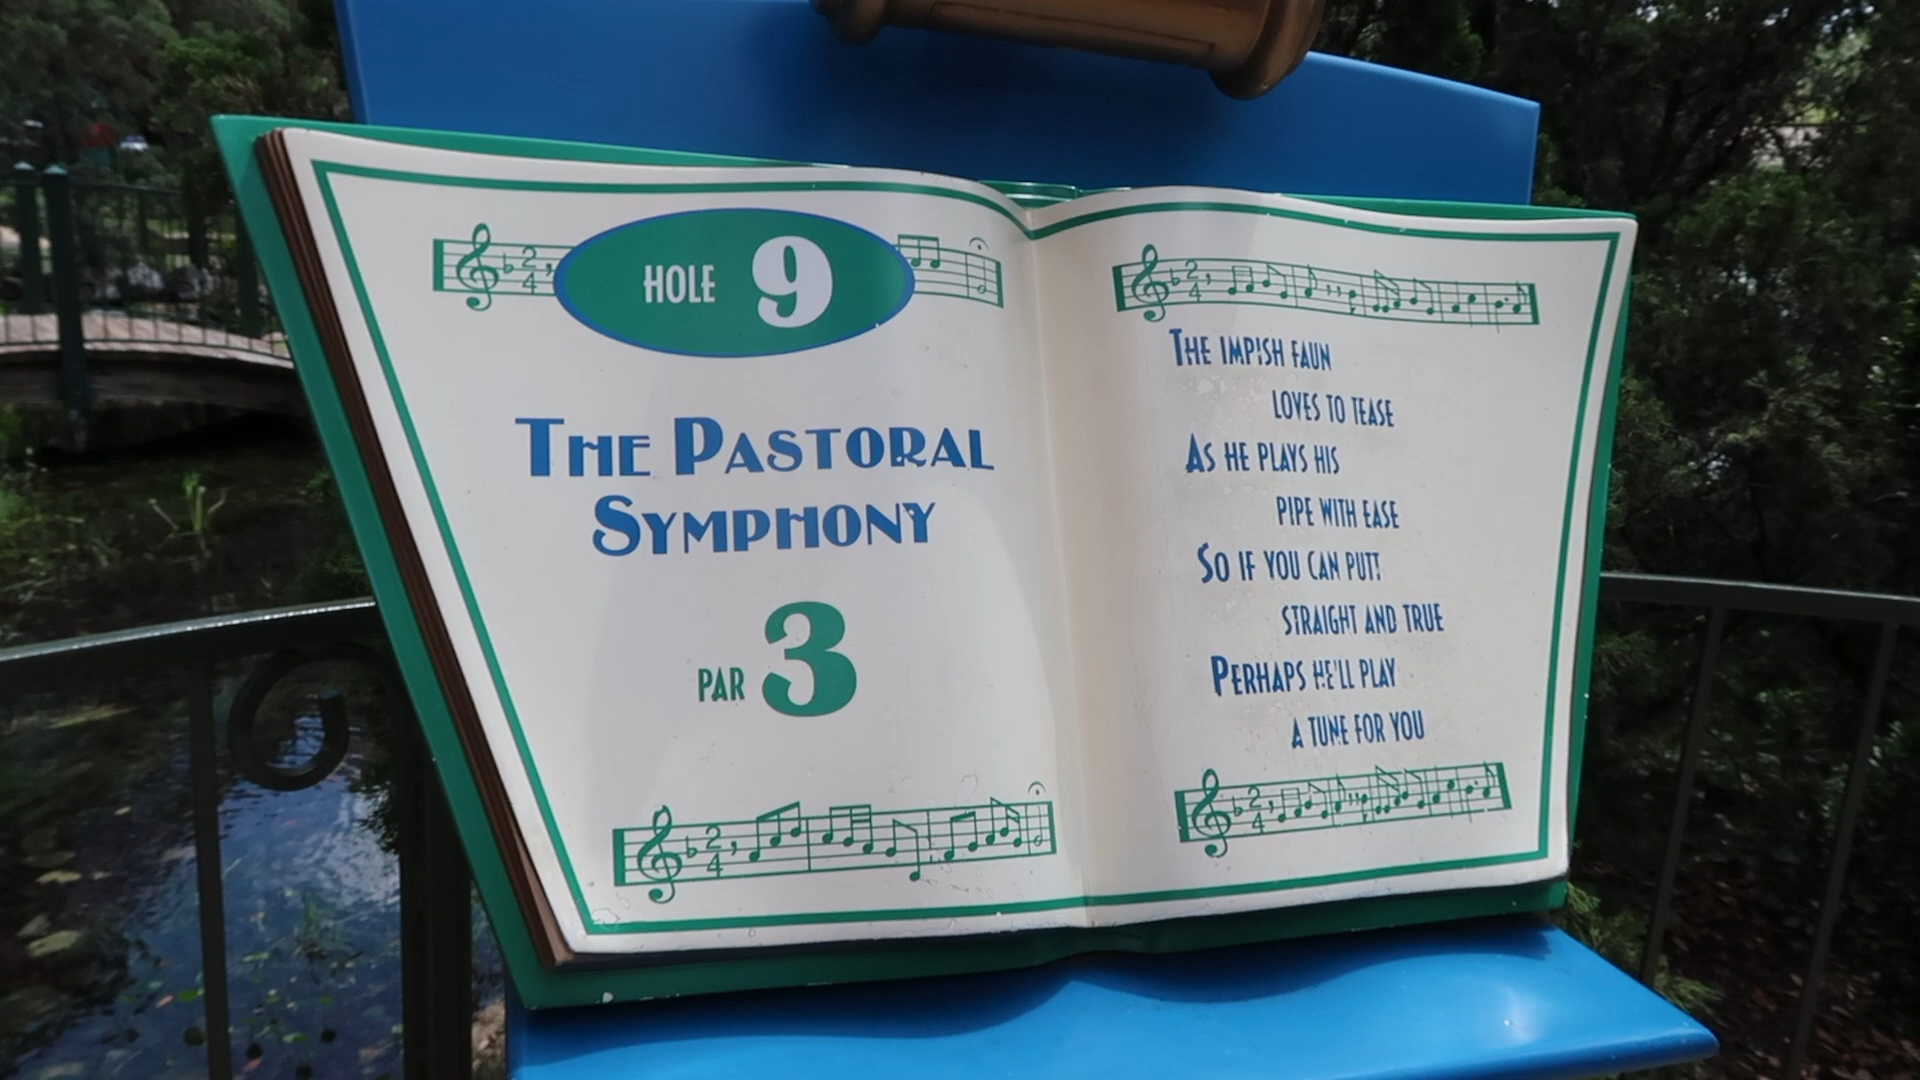 HOLE 9
THE PASTORAL
SYMPHONY
PAR 3
THE IMPISH FAUN
LOVES TO TEASE
AS HE PLAYS HIS
PIPE WITH EASE
SO IF YOU CAN PUTT
STRAIGHT AND TRUE
PERHAPS HE'LL PLAY
A TUNE FOR YOU